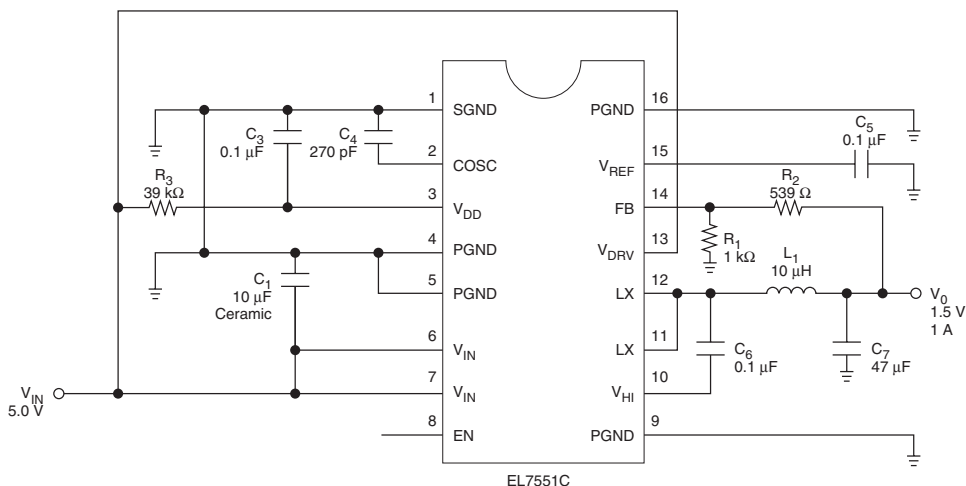 1
SGND
PGND
16
C3
0.1 µF
C4
270 pF
C5
0.1 µF
2
COSC
VREF
15
R3
39 kΩ
R2
539 Ω
3
VDD
FB
14
R1
1 kΩ
4
PGND
VDRV
13
L1
10 µH
C1
10 µF
Ceramic
5
PGND
LX
12
V0
1.5 V
1 A
6
VIN
LX
11
C6
0.1 µF
C7
47 µF
7
VIN
VHI
10
VIN
5.0 V
8
EN
PGND
9
EL7551C